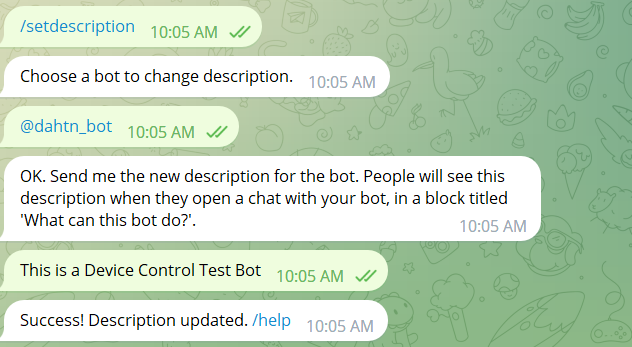 /setdescription 10:05 AM
Choose a bot to change description. 10:05 AM
@dahtn_bot 10:05 AM
OK. Send me the new description for the bot. People will see this
description when they open a chat with your bot, in a block titled
'What can this bot do?'. 10:05 AM
This is a Device Control Test Bot 10:05 AM
Success! Description updated. /help 10:05 AM